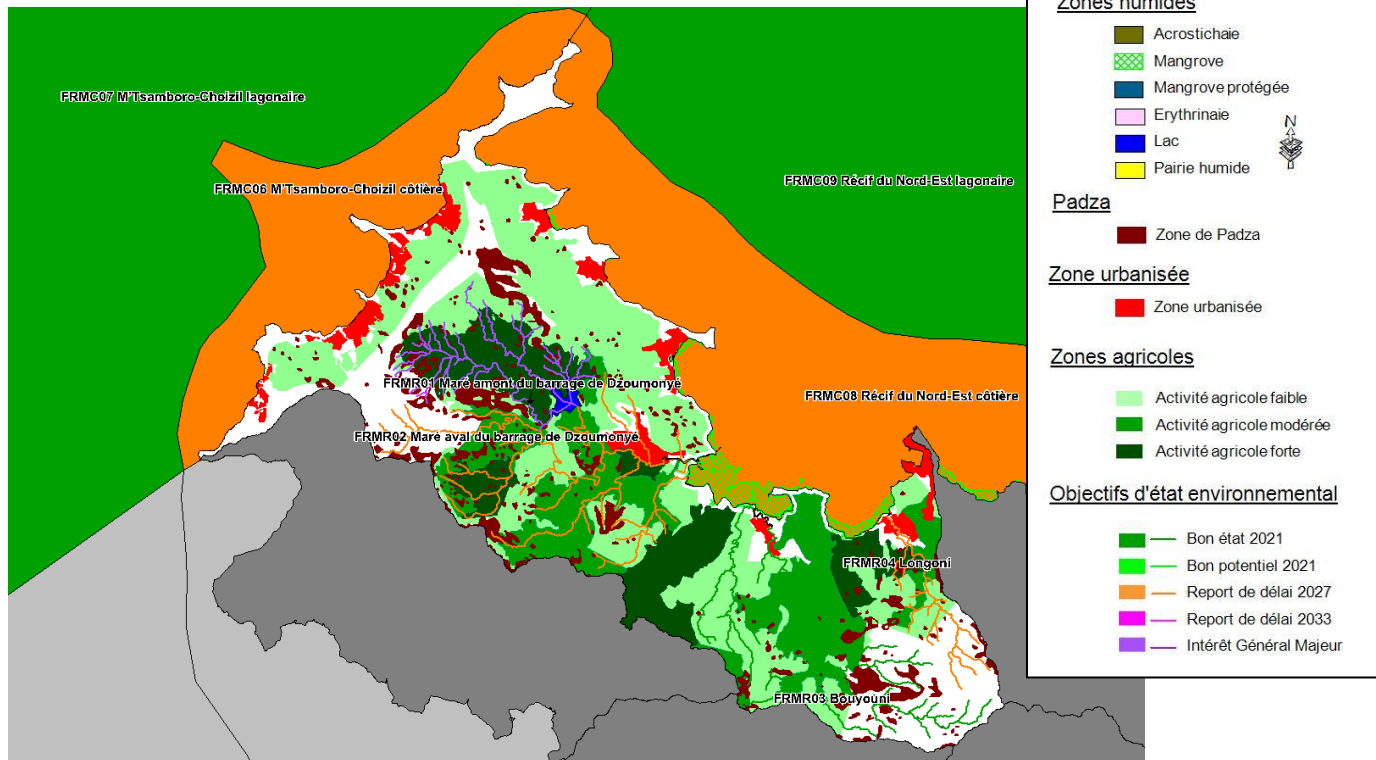 FRMC07 M'Tsamboro-Choizil lagonaire
FRMC06 M'Tsamboro-Choizil côtière
FRMC09 Récif du Nord-Est lagonaire
FRMR01 Maré amont du barrage de Dzoumonyé
FRMC08 Récif du Nord-Est côtière
FRMR02 Maré aval du barrage de Dzoumonyé
FRMR04 Longoni
FRMR03 Bouyouni
Zones humides
Acrostichaie
Mangrove
Mangrove protégée
Erythrinaie
N
Lac
Pairie humide
Padza
Zone de Padza
Zone urbanisée
Zone urbanisée
Zones agricoles
Activité agricole faible
Activité agricole modérée
Activité agricole forte
Objectifs d'état environnemental
Bon état 2021
Bon potentiel 2021
Report de délai 2027
Report de délai 2033
Intérêt Général Majeur